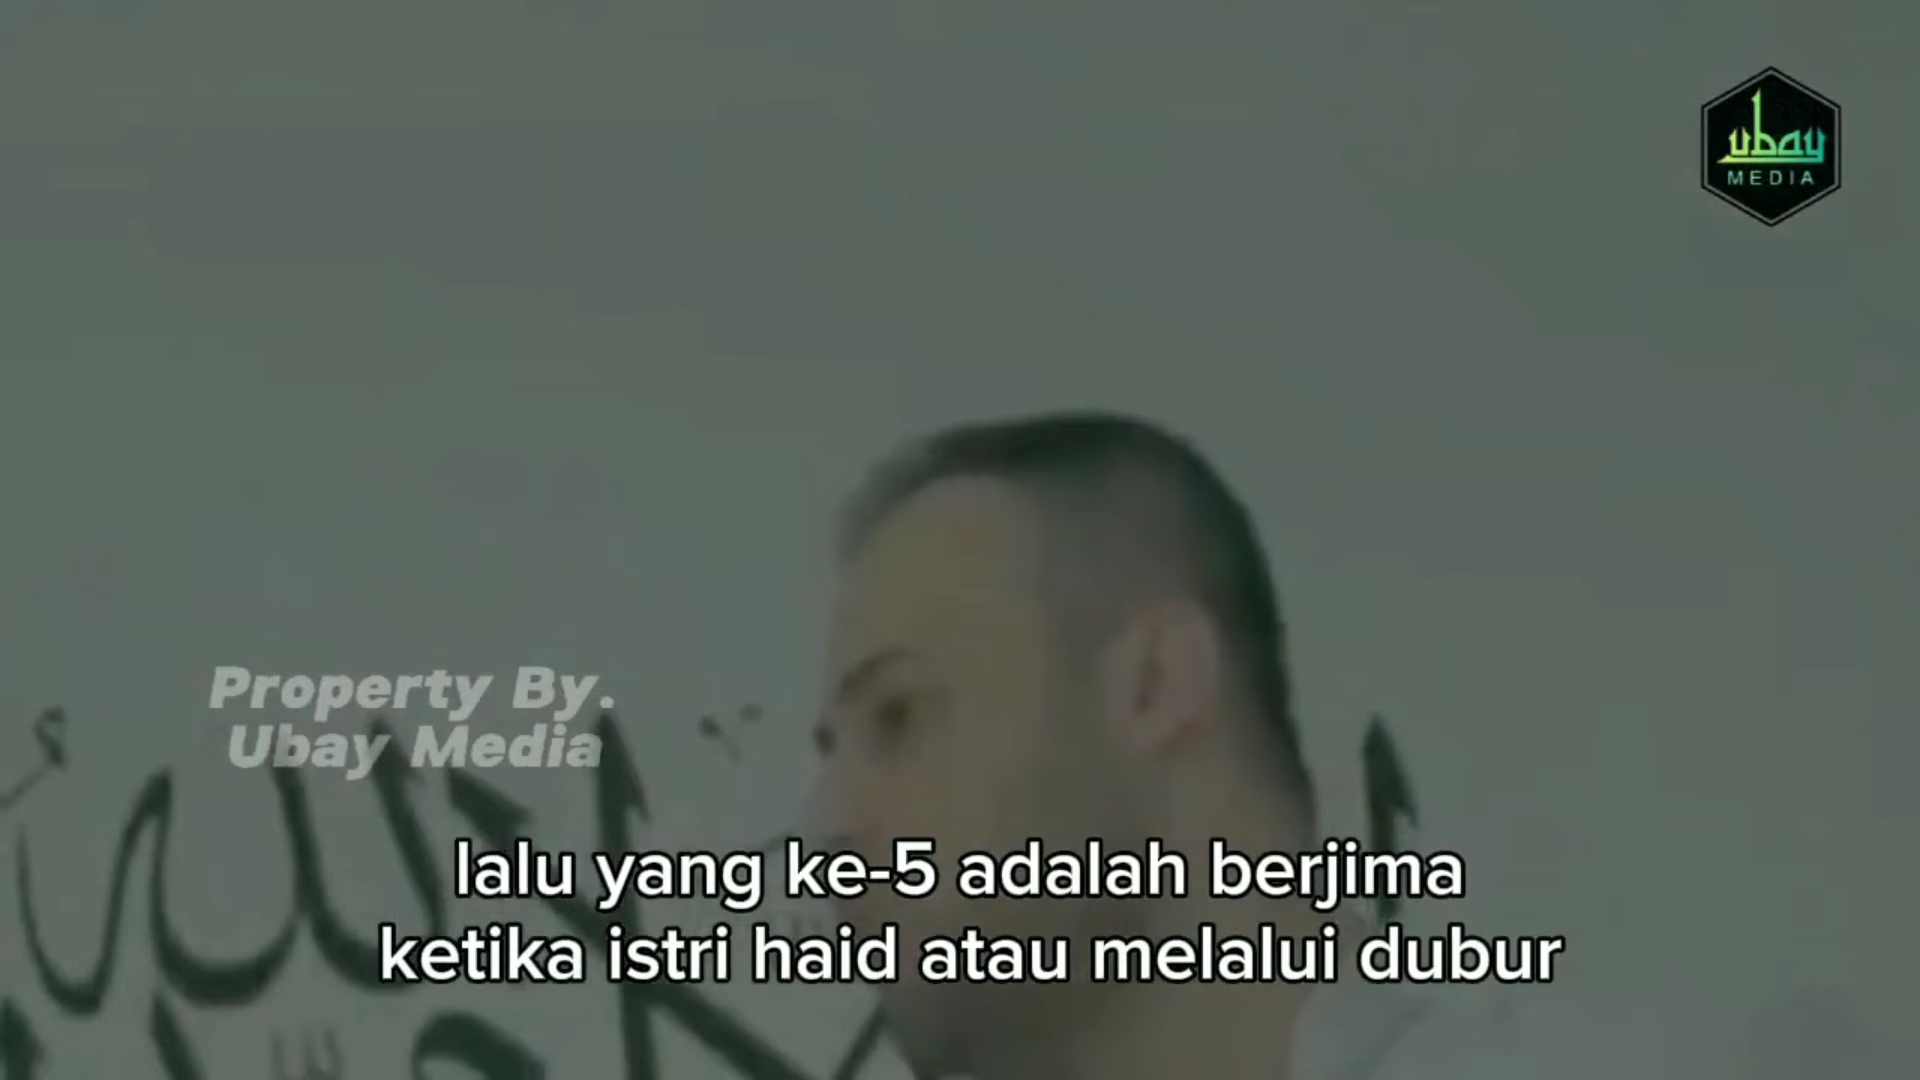 ubay
MEDIA
Property By.
Ubay Media
lalu yang ke-5 adalah berjima
ketika istri haid atau melalui dubur